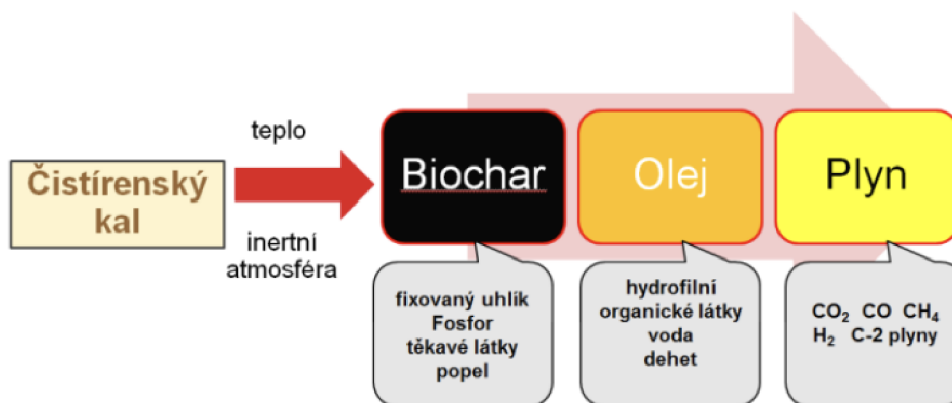 Čistírenský
kal
teplo
inertní
atmosféra
Biochar
Olej
Plyn
fixovaný uhlík
Fosfor
těkavé látky
popel
hydrofilní
organické látky
voda
dehet
CO₂ CO CH₄
H₂ C-2 plyny